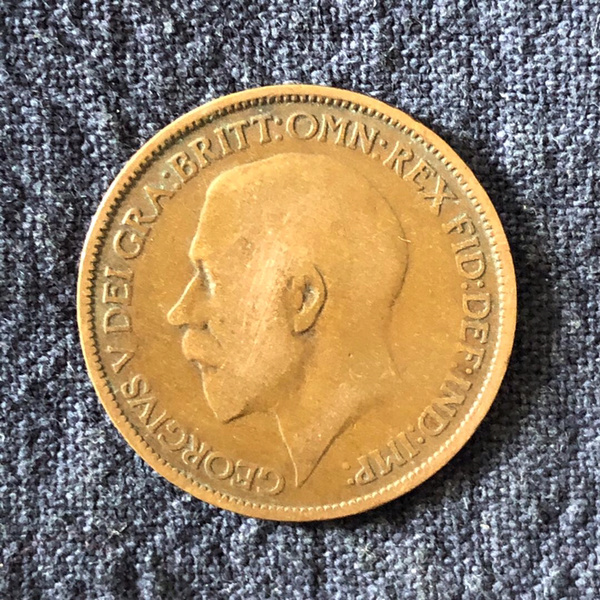 GEORGIVS V DEI GRA:BRITT:OMN:REX FID:DEF:IND:IMP: